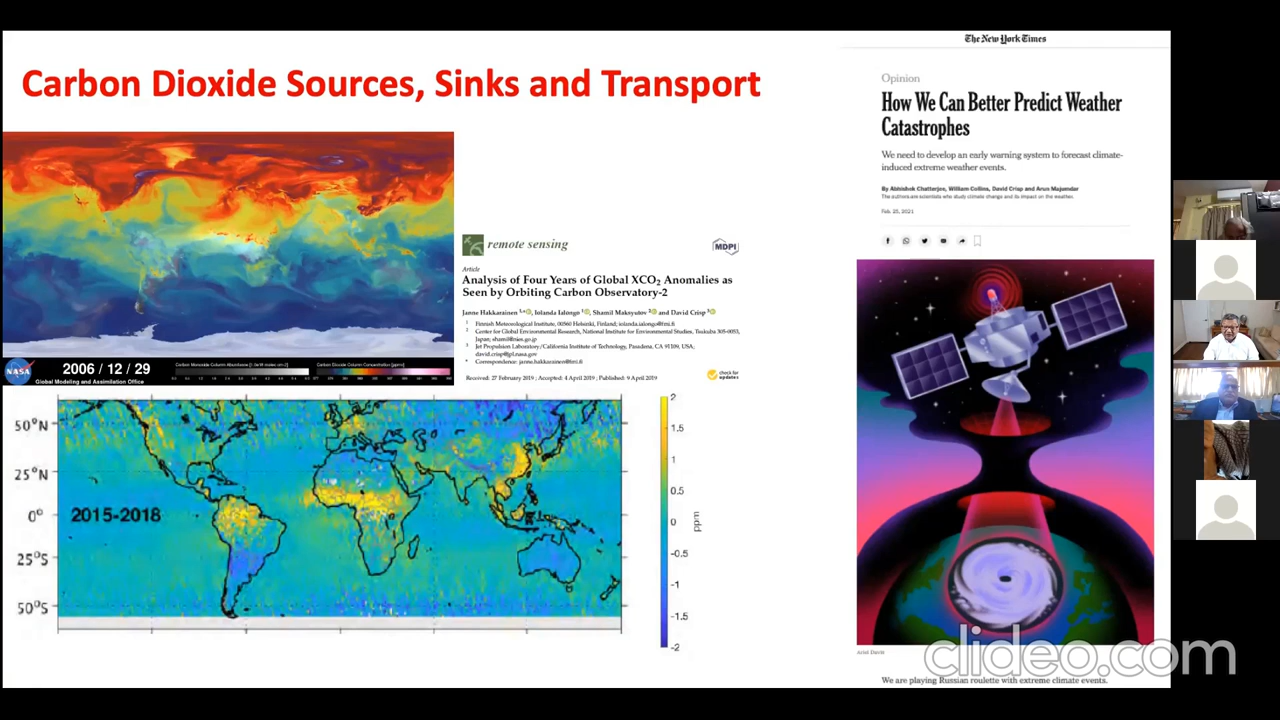 Carbon Dioxide Sources, Sinks and Transport
NASA
2006 / 12 / 29
Global Modeling and Assimilation Office
Carbon Monoxide Column Abundance
Carbon Dioxide Column Concentration [ppmv]
remote sensing
MDPI
Article
Analysis of Four Years of Global XCO2 Anomalies as
Seen by Orbiting Carbon Observatory-2
Janne Hakkarainen 1,*, Iolanda Ialongo 1, Shamil Maksyutov 2 and David Crisp 3
1 Finnish Meteorological Institute, 00560 Helsinki, Finland; iolanda.ialongo@fmi.fi
2 Center for Global Environmental Research, National Institute for Environmental Studies, Tsukuba 305-0053,
Japan; shamil@nies.go.jp
3 Jet Propulsion Laboratory/California Institute of Technology, Pasadena, CA 91109, USA;
david.crisp@jpl.nasa.gov
* Correspondence: janne.hakkarainen@fmi.fi
Received: 27 February 2019; Accepted: 4 April 2019; Published: 9 April 2019
check for
updates
50°N
25°N
0°
25°S
50°S
2015-2018
2
1.5
1
0.5
0
-0.5
-1
-1.5
-2
ppm
The New York Times
Opinion
How We Can Better Predict Weather
Catastrophes
We need to develop an early warning system to forecast climate-
induced extreme weather events.
By Abhishek Chatterjee, William Collins, David Crisp and Arun Majumdar
The authors are scientists who study climate change and its impact on the weather.
Feb. 25, 2021
We are playing Russian roulette with extreme climate events.
clideo.com